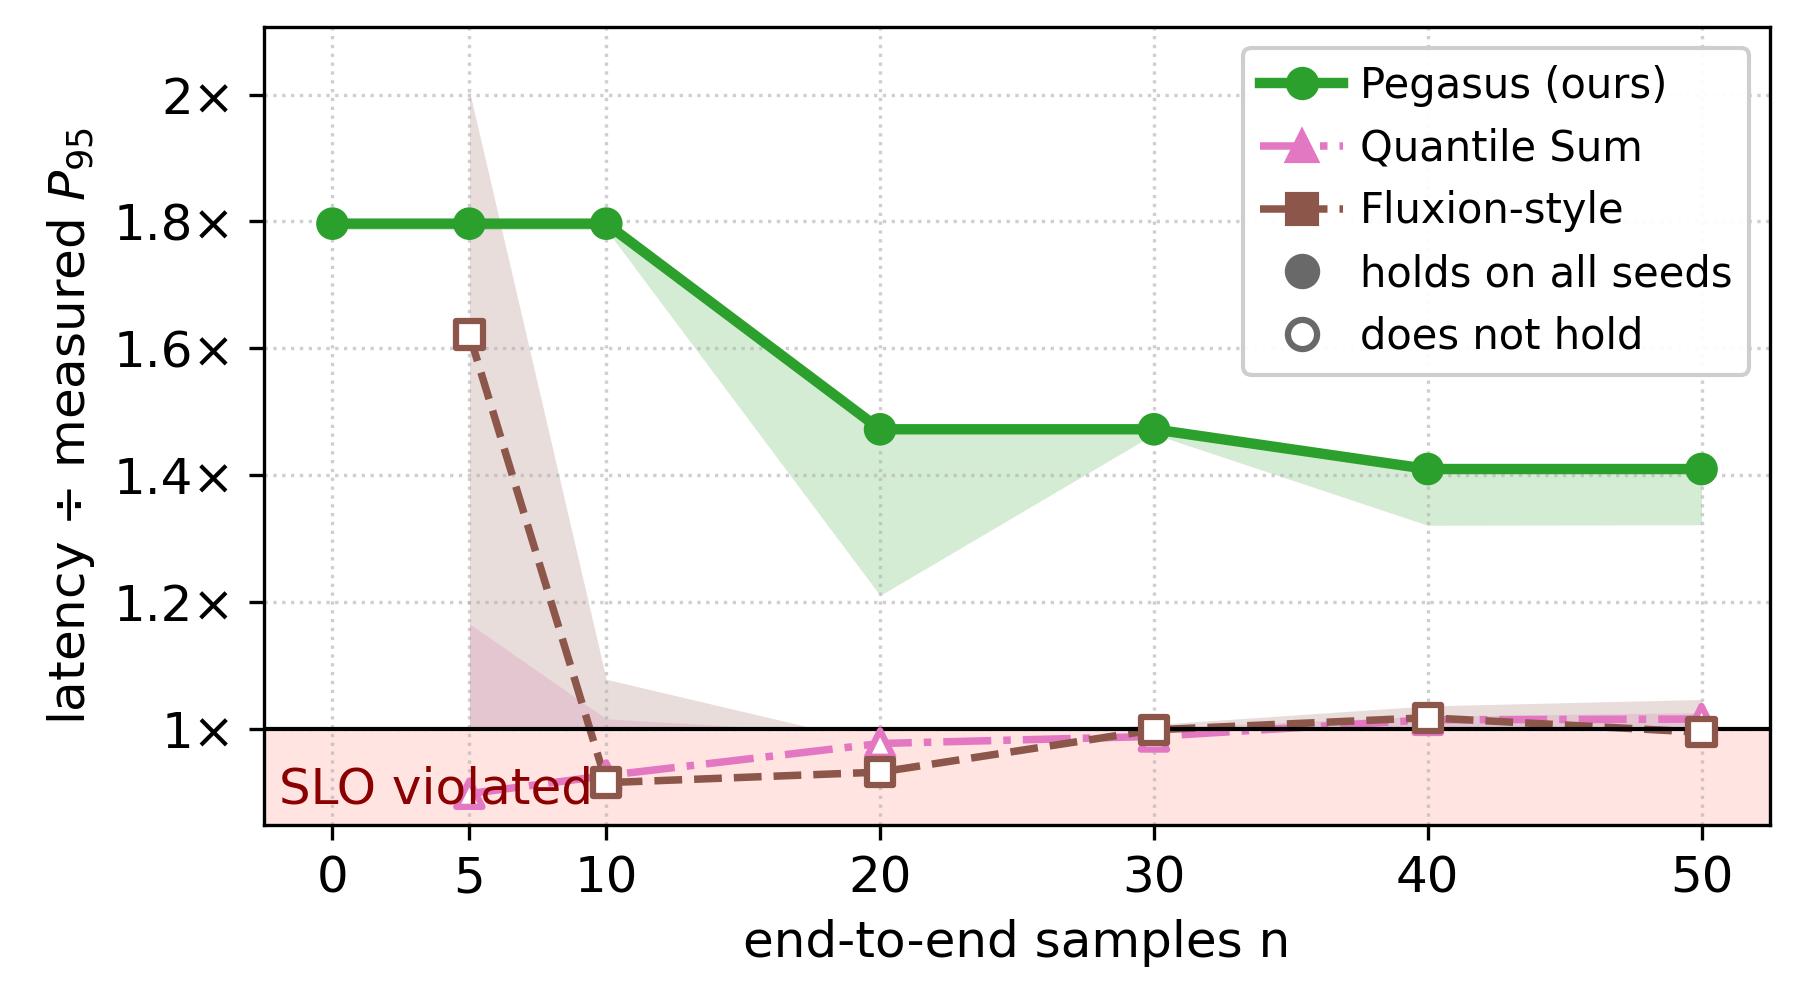 latency ÷ measured P95
2×
1.8×
1.6×
1.4×
1.2×
1×
Pegasus (ours)
Quantile Sum
Fluxion-style
holds on all seeds
does not hold
SLO violated
0 5 10 20 30 40 50
end-to-end samples n